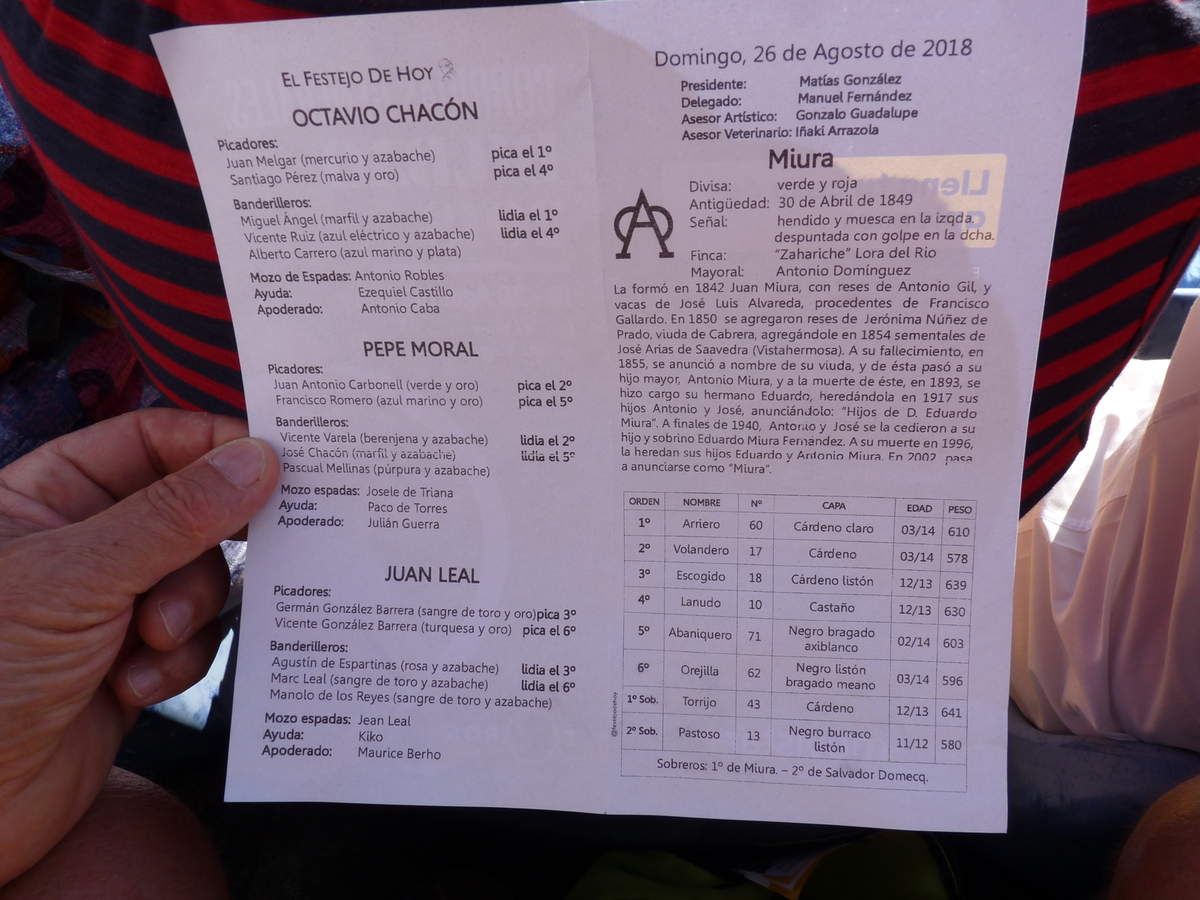 EL FESTEJO DE HOY
OCTAVIO CHACÓN
Picadores:
Juan Melgar (mercurio y azabache) pica el 1º
Santiago Pérez (malva y oro) pica el 4º
Banderilleros:
Miguel Ángel (marfil y azabache) lidia el 1º
Vicente Ruiz (azul eléctrico y azabache) lidia el 4º
Alberto Carrero (azul marino y plata)
Mozo de Espadas: Antonio Robles
Ayuda: Ezequiel Castillo
Apoderado: Antonio Caba
PEPE MORAL
Picadores:
Juan Antonio Carbonell (verde y oro) pica el 2º
Francisco Romero (azul marino y oro) pica el 5º
Banderilleros:
Vicente Varela (berenjena y azabache) lidia el 2º
José Chacón (marfil y azabache) lidia el 5º
Pascual Mellinas (púrpura y azabache)
Mozo espadas: Josele de Triana
Ayuda: Paco de Torres
Apoderado: Julián Guerra
JUAN LEAL
Picadores:
Germán González Barrera (sangre de toro y oro)pica 3º
Vicente González Barrera (turquesa y oro) pica el 6º
Banderilleros:
Agustín de Espartinas (rosa y azabache) lidia el 3º
Marc Leal (sangre de toro y azabache) lidia el 6º
Manolo de los Reyes (sangre de toro y azabache)
Mozo espadas: Jean Leal
Ayuda: Kiko
Apoderado: Maurice Berho
Domingo, 26 de Agosto de 2018
Presidente: Matías González
Delegado: Manuel Fernández
Asesor Artístico: Gonzalo Guadalupe
Asesor Veterinario: Iñaki Arrazola
Miura
Divisa: verde y roja
Antigüedad: 30 de Abril de 1849
Señal: hendido y muesca en la izqda.
despuntada con golpe en la dcha.
Finca: "Zahariche" Lora del Rio
Mayoral: Antonio Domínguez
La formó en 1842 Juan Miura, con reses de Antonio Gil, y
vacas de José Luis Alvareda, procedentes de Francisco
Gallardo. En 1850 se agregaron reses de Jerónima Núñez de
Prado, viuda de Cabrera, agregándole en 1854 sementales de
José Arias de Saavedra (Vistahermosa). A su fallecimiento, en
1855, se anunció a nombre de su viuda, y de ésta pasó a su
hijo mayor, Antonio Miura, y a la muerte de éste, en 1893, se
hizo cargo su hermano Eduardo, heredándola en 1917 sus
hijos Antonio y José, anunciándolo: "Hijos de D. Eduardo
Miura". A finales de 1940, Antonio y José se la cedieron a su
hijo y sobrino Eduardo Miura Fernández. A su muerte en 1996,
la heredan sus hijos Eduardo y Antonio Miura. En 2002 pasa
a anunciarse como "Miura".
ORDEN NOMBRE Nº CAPA EDAD PESO
1º Arriero 60 Cárdeno claro 03/14 610
2º Volandero 17 Cárdeno 03/14 578
3º Escogido 18 Cárdeno listón 12/13 639
4º Lanudo 10 Castaño 12/13 630
5º Abaniquero 71 Negro bragado axiblanco 02/14 603
6º Orejilla 62 Negro listón bragado meano 03/14 596
1º Sob. Torrijo 43 Cárdeno 12/13 641
2º Sob. Pastoso 13 Negro burraco listón 11/12 580
Sobreros: 1º de Miura. – 2º de Salvador Domecq.